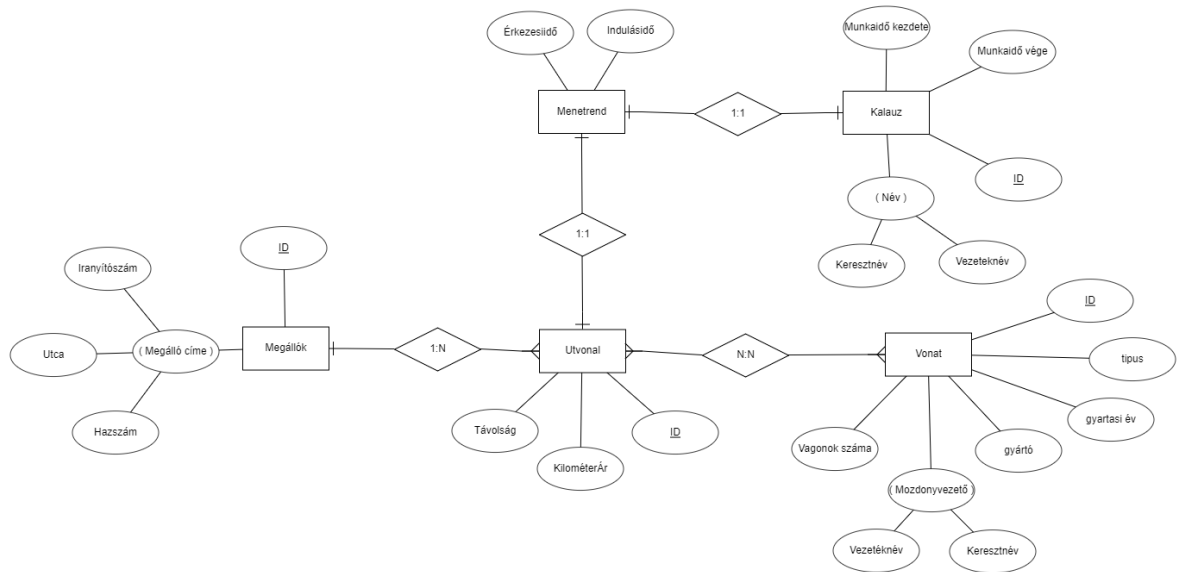 Érkezesiidő
Indulásidő
Munkaidő kezdete
Munkaidő vége
Menetrend
1:1
Kalauz
ID
( Név )
Keresztnév
Vezeteknév
1:1
ID
Iranyítószám
Utca
( Megálló címe )
Hazszám
Megállók
1:N
Utvonal
N:N
Vonat
ID
tipus
gyartasi év
Távolság
KilométerÁr
ID
Vagonok száma
gyártó
( Mozdonyvezető )
Vezetéknév
Keresztnév